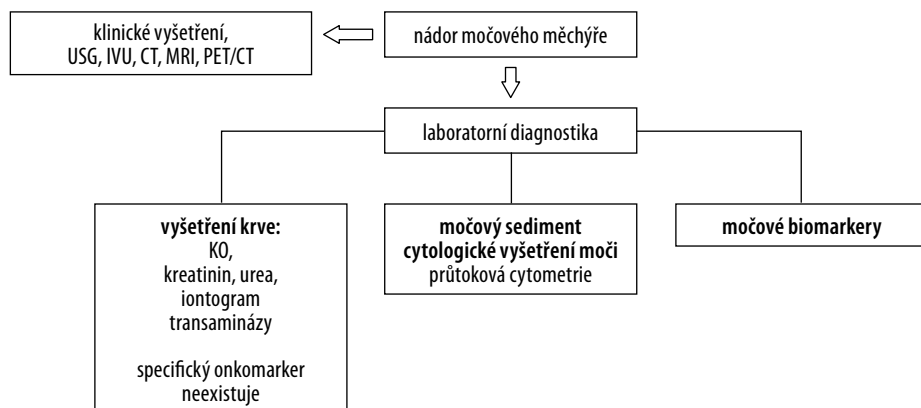 klinické vyšetření,
USG, IVU, CT, MRI, PET/CT
nádor močového měchýře
laboratorní diagnostika
vyšetření krve:
KO,
kreatinin, urea,
iontogram
transaminázy
specifický onkomarker
neexistuje
močový sediment
cytologické vyšetření moči
průtoková cytometrie
močové biomarkery